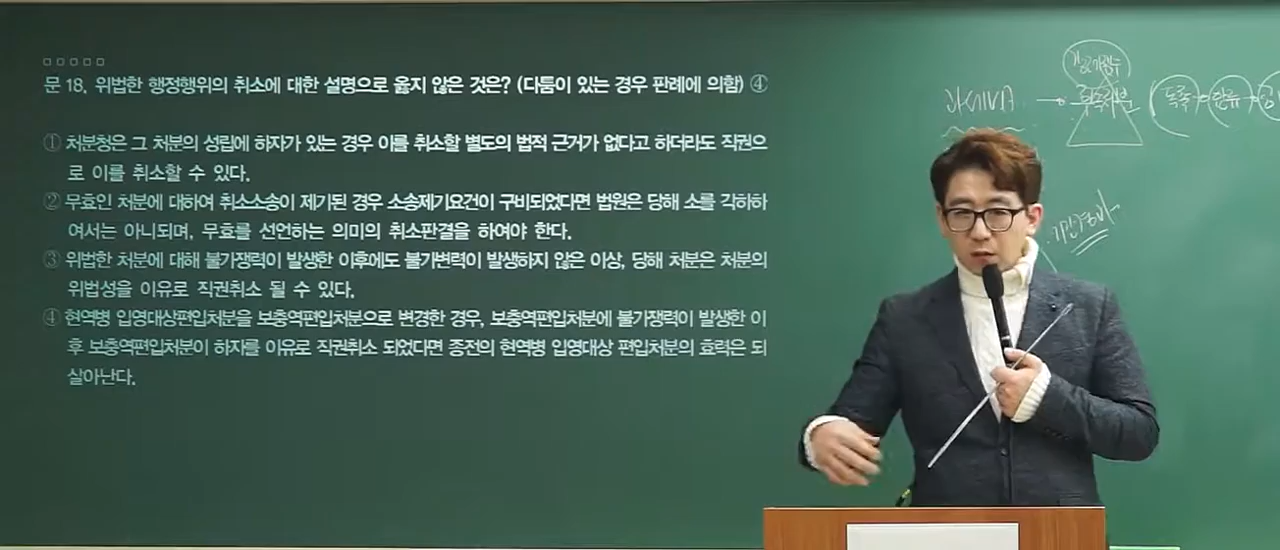 문 18. 위법한 행정행위의 취소에 대한 설명으로 옳지 않은 것은? (다툼이 있는 경우 판례에 의함) ④
① 처분청은 그 처분의 성립에 하자가 있는 경우 이를 취소할 별도의 법적 근거가 없다고 하더라도 직권으
로 이를 취소할 수 있다.
② 무효인 처분에 대하여 취소소송이 제기된 경우 소송제기요건이 구비되었다면 법원은 당해 소를 각하하
여서는 아니되며, 무효를 선언하는 의미의 취소판결을 하여야 한다.
③ 위법한 처분에 대해 불가쟁력이 발생한 이후에도 불가변력이 발생하지 않은 이상, 당해 처분은 처분의
위법성을 이유로 직권취소 될 수 있다.
④ 현역병 입영대상편입처분을 보충역편입처분으로 변경한 경우, 보충역편입처분에 불가쟁력이 발생한 이
후 보충역편입처분이 하자를 이유로 직권취소 되었다면 종전의 현역병 입영대상 편입처분의 효력은 되
살아난다.